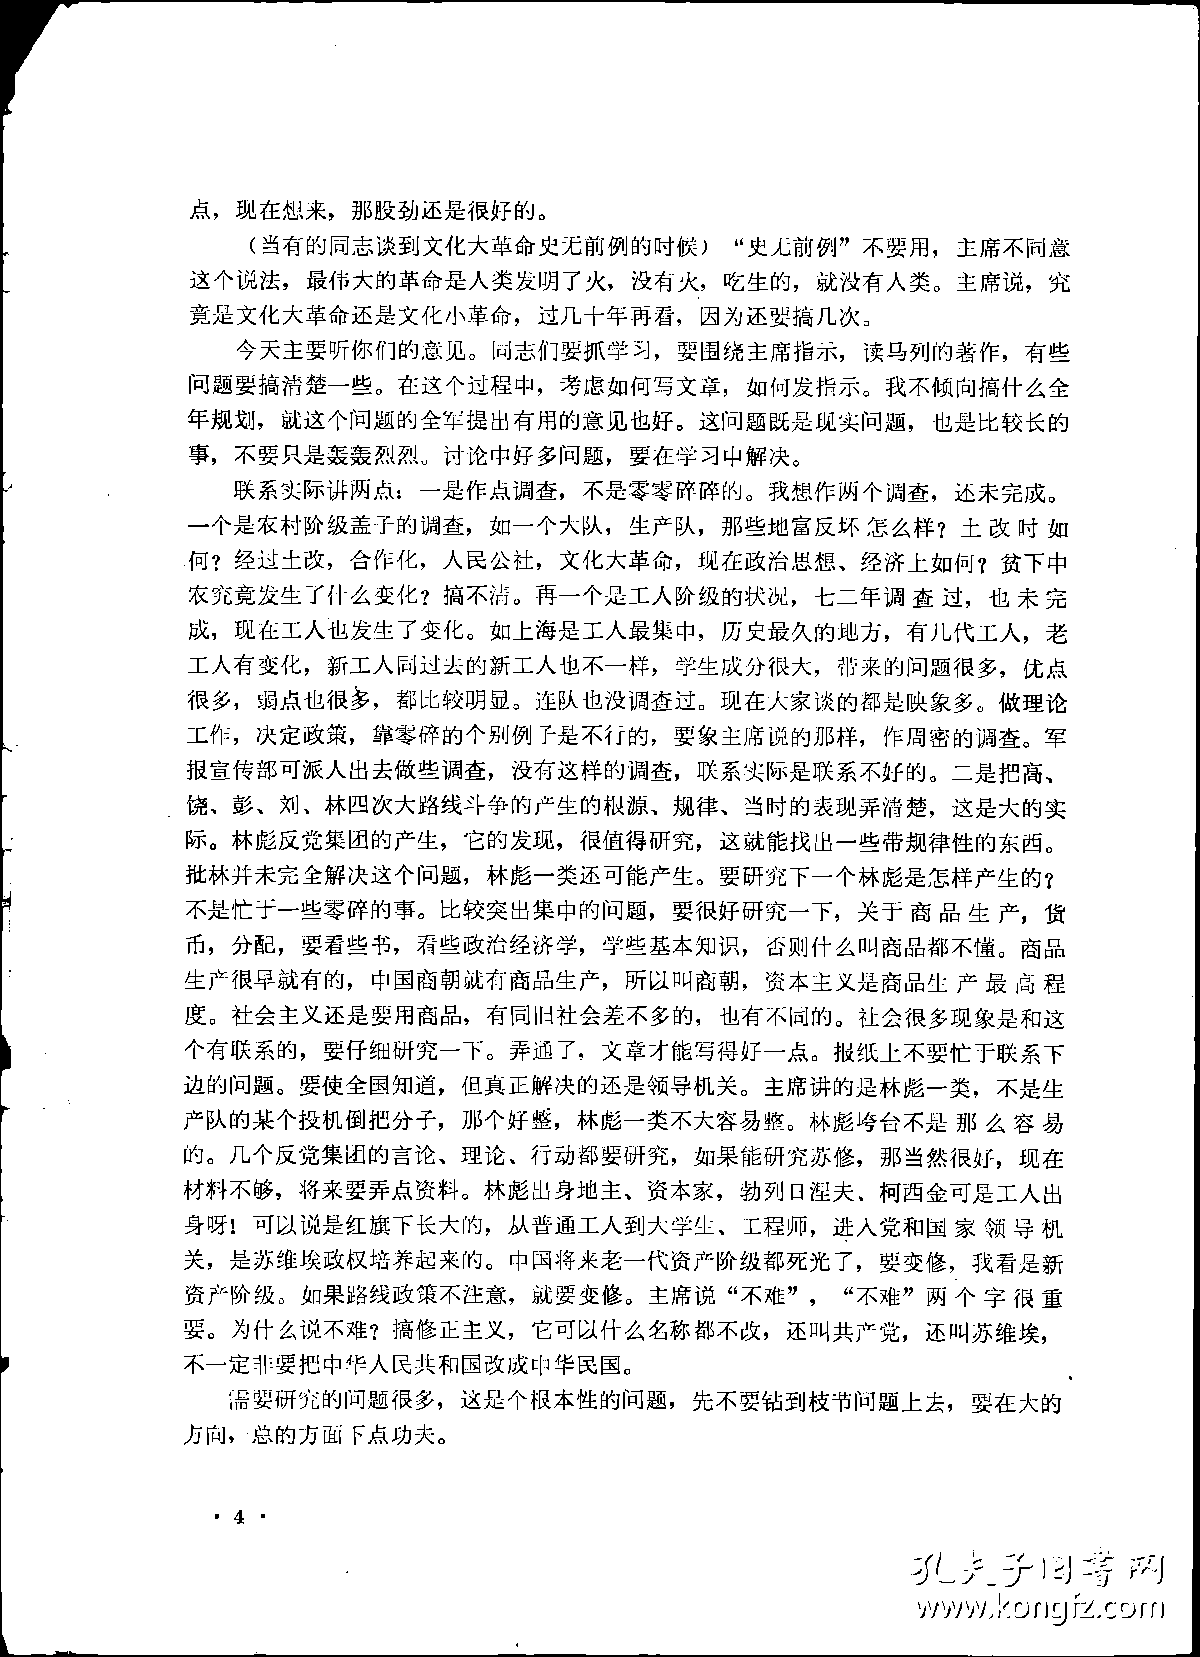 点，现在想来，那股劲还是很好的。
（当有的同志谈到文化大革命史无前例的时候）“史无前例”不要用，主席不同意
这个说法，最伟大的革命是人类发明了火，没有火，吃生的，就没有人类。主席说，究
竟是文化大革命还是文化小革命，过几十年再看，因为还要搞几次。
今天主要听你们的意见。同志们要抓学习，要围绕主席指示，读马列的著作，有些
问题要搞清楚一些。在这个过程中，考虑如何写文章，如何发指示。我不倾向搞什么全
年规划，就这个问题的全军提出有用的意见也好。这问题既是现实问题，也是比较长的
事，不要只是轰轰烈烈。讨论中好多问题，要在学习中解决。
联系实际讲两点：一是作点调查，不是零零碎碎的。我想作两个调查，还未完成。
一个是农村阶级盖子的调查，如一个大队，生产队，那些地富反坏怎么样？土改时如
何？经过土改，合作化，人民公社，文化大革命，现在政治思想、经济上如何？贫下中
农究竟发生了什么变化？搞不清。再一个是工人阶级的状况，七二年调查过，也未完
成，现在工人也发生了变化。如上海是工人最集中，历史最久的地方，有几代工人，老
工人有变化，新工人同过去的新工人也不一样，学生成分很大，带来的问题很多，优点
很多，弱点也很多，都比较明显。连队也没调查过。现在大家谈的都是映象多。做理论
工作，决定政策，靠零碎的个别例子是不行的，要象主席说的那样，作周密的调查。军
报宣传部可派人出去做些调查，没有这样的调查，联系实际是联系不好的。二是把高、
饶、彭、刘、林四次大路线斗争的产生的根源、规律、当时的表现弄清楚，这是大的实
际。林彪反党集团的产生，它的发现，很值得研究，这就能找出一些带规律性的东西。
批林并未完全解决这个问题，林彪一类还可能产生。要研究下一个林彪是怎样产生的？
不是忙于一些零碎的事。比较突出集中的问题，要很好研究一下，关于商品生产，货
币，分配，要看些书，看些政治经济学，学些基本知识，否则什么叫商品都不懂。商品
生产很早就有的，中国商朝就有商品生产，所以叫商朝，资本主义是商品生产最高程
度。社会主义还是要用商品，有同旧社会差不多的，也有不同的。社会很多现象是和这
个有联系的，要仔细研究一下。弄通了，文章才能写得好一点。报纸上不要忙于联系下
边的问题。要使全国知道，但真正解决的还是领导机关。主席讲的是林彪一类，不是生
产队的某个投机倒把分子，那个好整，林彪一类不大容易整。林彪垮台不是那么容易
的。几个反党集团的言论、理论、行动都要研究，如果能研究苏修，那当然很好，现在
材料不够，将来要弄点资料。林彪出身地主、资本家，勃列日涅夫、柯西金可是工人出
身呀！可以说是红旗下长大的，从普通工人到大学生、工程师，进入党和国家领导机
关，是苏维埃政权培养起来的。中国将来老一代资产阶级都死光了，要变修，我看是新
资产阶级。如果路线政策不注意，就要变修。主席说“不难”，“不难”两个字很重
要。为什么说不难？搞修正主义，它可以什么名称都不改，还叫共产党，还叫苏维埃，
不一定非要把中华人民共和国改成中华民国。
需要研究的问题很多，这是个根本性的问题，先不要钻到枝节问题上去，要在大的
方向，总的方面下点功夫。
· 4 ·
孔夫子旧书网
www.kongfz.com